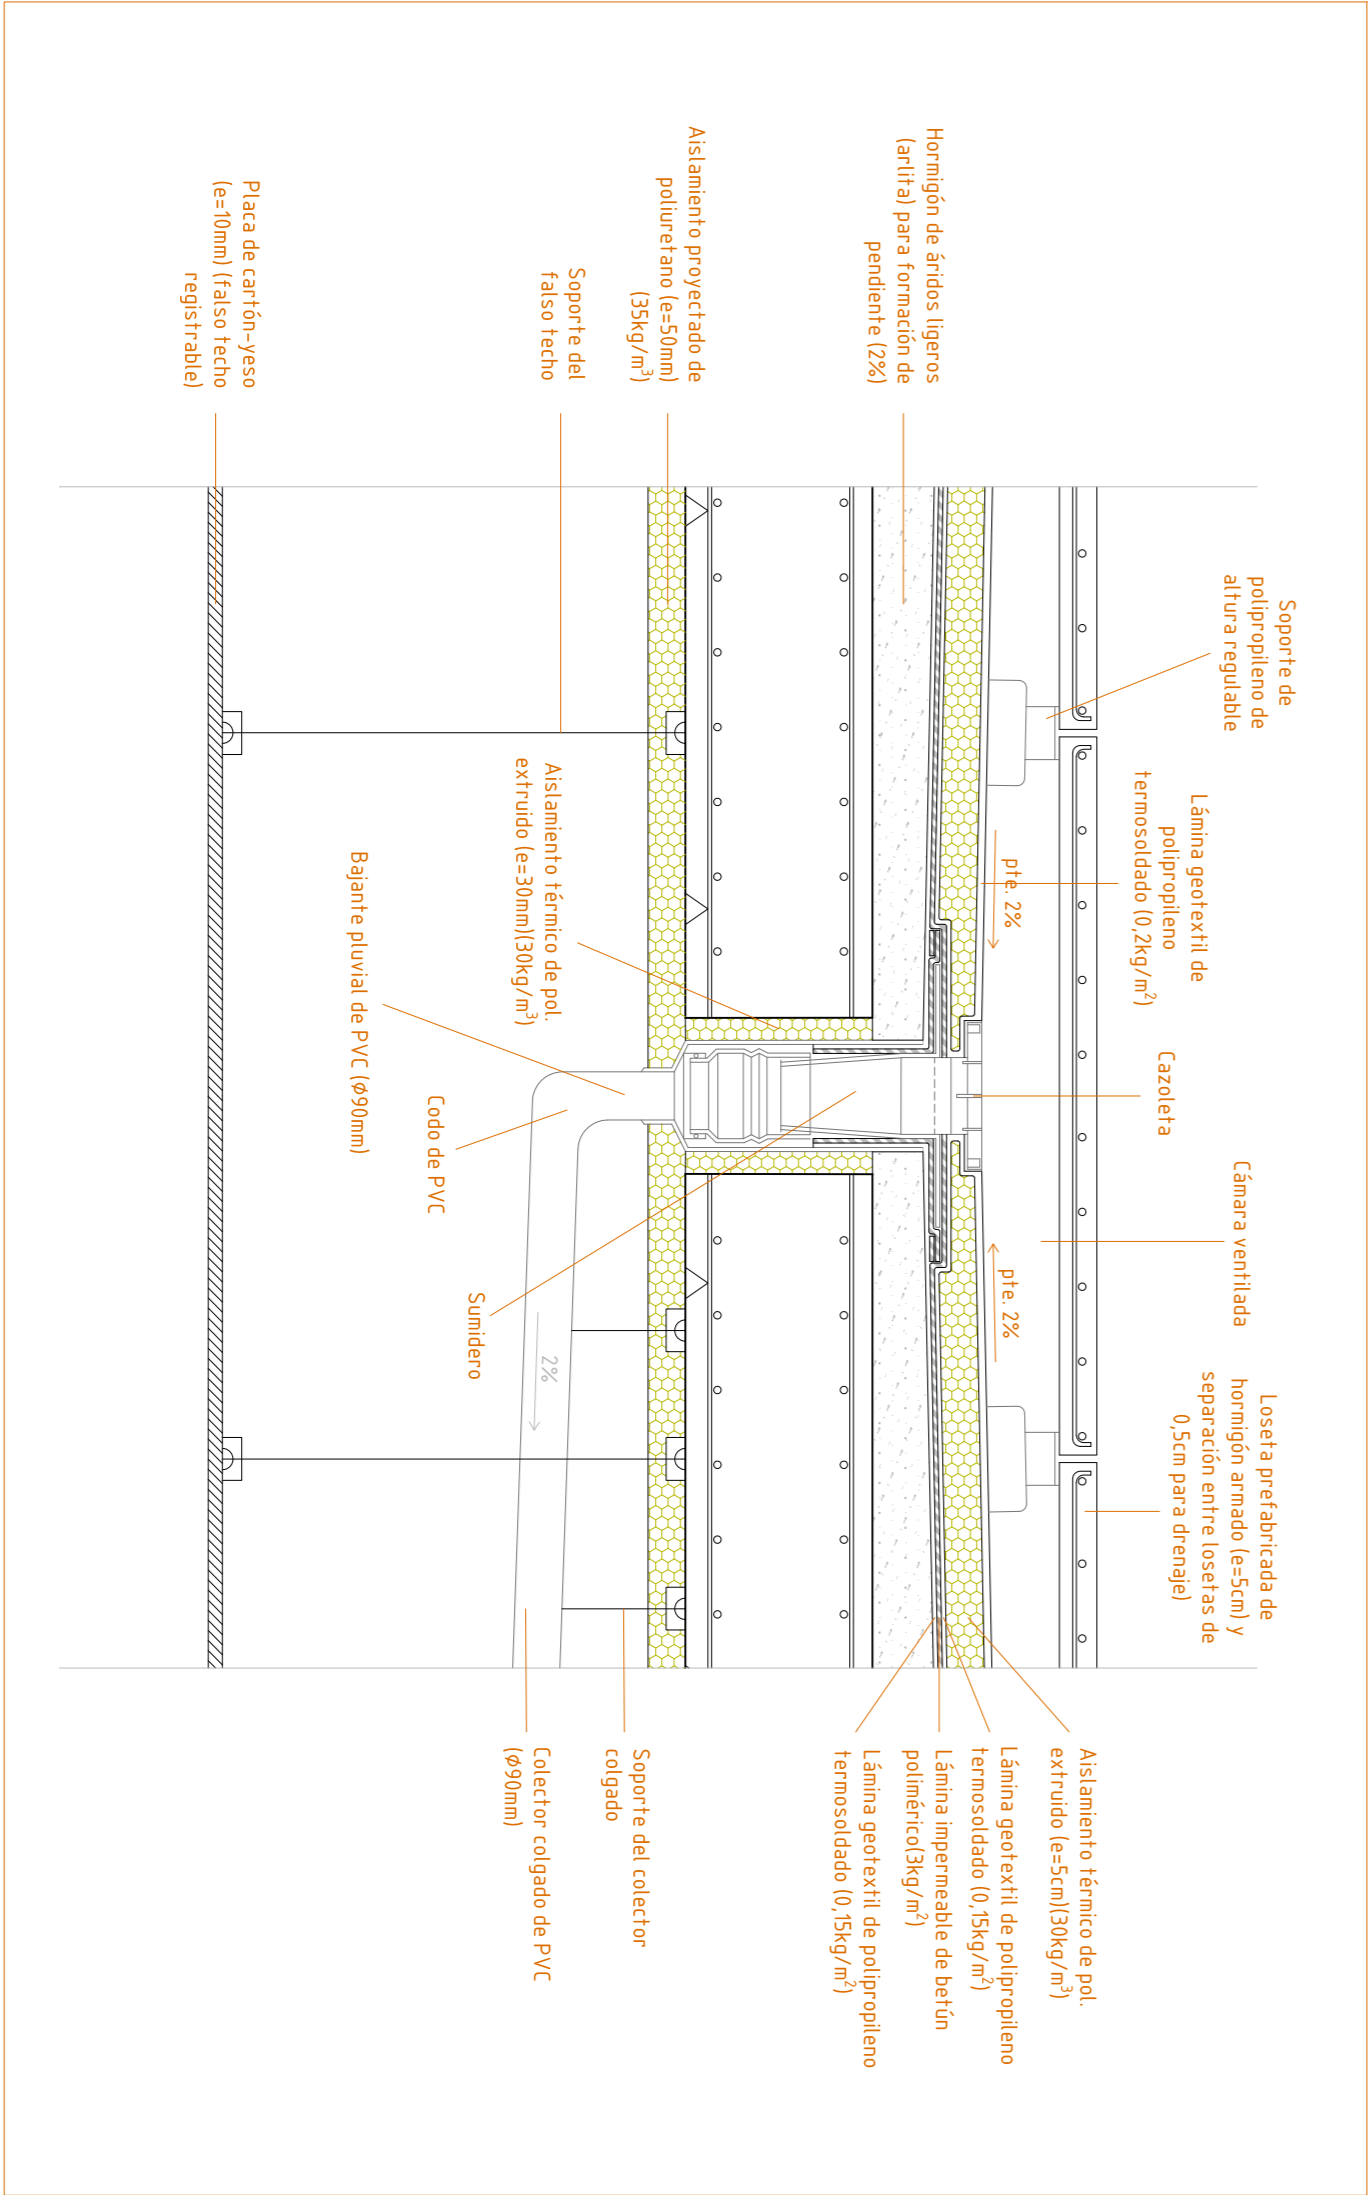 Hormigón de áridos ligeros
(arlita) para formación de
pendiente (2%)
Aislamiento proyectado de
poliuretano (e=50mm)
(35kg/m³)
Soporte del
falso techo
Placa de cartón-yeso
(e=10mm) (falso techo
registrable)
Soporte de
polipropileno de
altura regulable
Lámina geotextil de
polipropileno
termosoldado (0,2kg/m²)
pte. 2%
Cazoleta
Cámara ventilada
pte. 2%
Loseta prefabricada de
hormigón armado (e=5cm) y
separación entre losetas de
0,5cm para drenaje)
Aislamiento térmico de pol.
extruido (e=30mm)(30kg/m³)
Bajante pluvial de PVC (Ø90mm)
Codo de PVC
Sumidero
2%
Aislamiento térmico de pol.
extruido (e=5cm)(30kg/m³)
Lámina geotextil de polipropileno
termosoldado (0,15kg/m²)
Lámina impermeable de betún
polimérico(3kg/m²)
Lámina geotextil de polipropileno
termosoldado (0,15kg/m²)
Soporte del colector
colgado
Colector colgado de PVC
(Ø90mm)